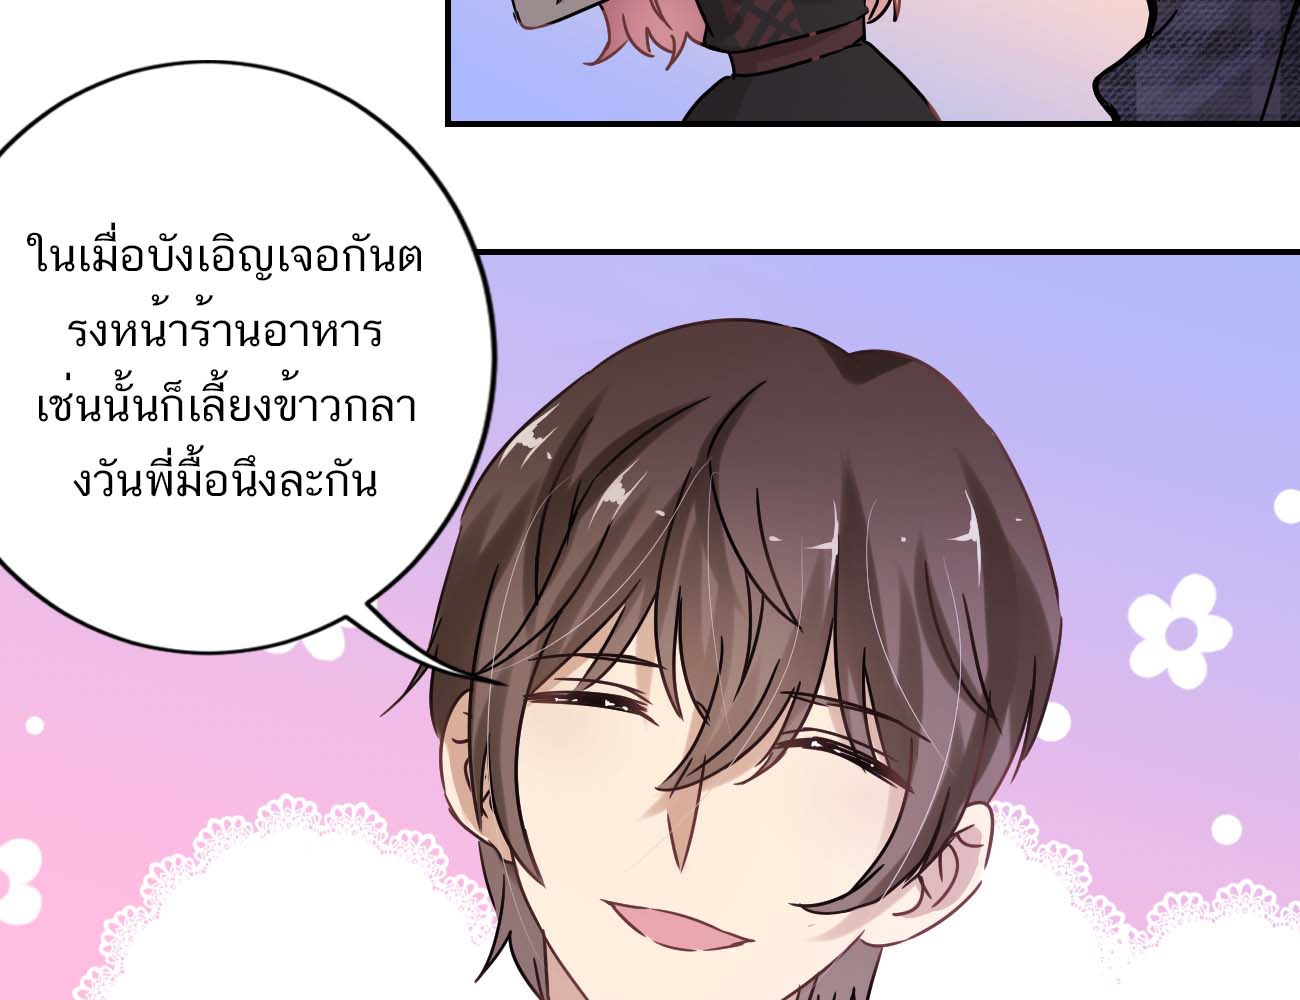 ในเมื่อบังเอิญเจอกันต
รงหน้าร้านอาหาร
เช่นนั้นก็เลี้ยงข้าวกลา
งวันพี่มื้อนึงละกัน